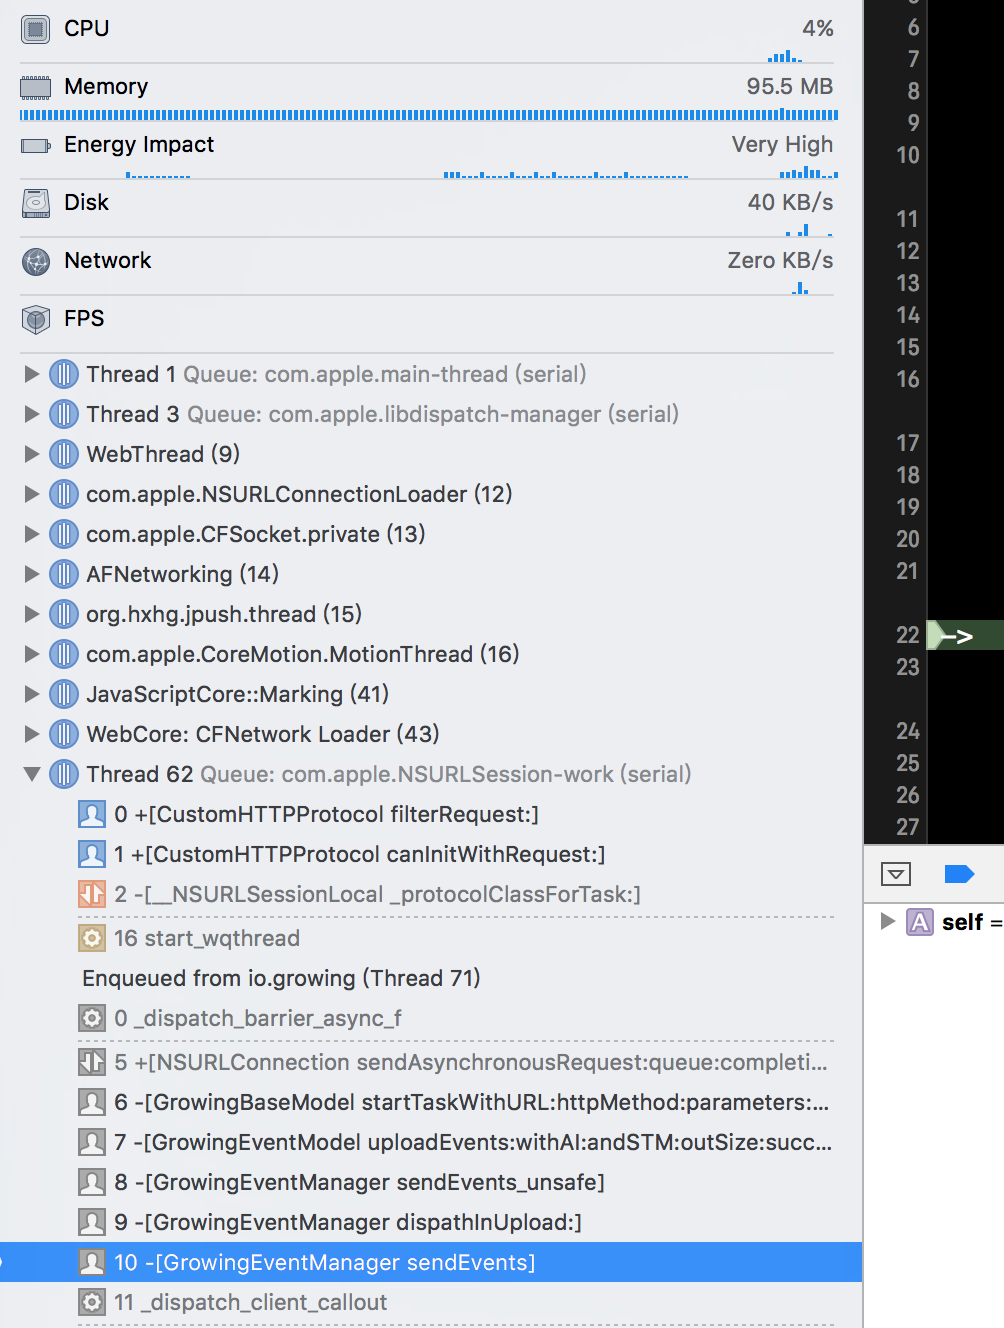 CPU 4%
Memory 95.5 MB
Energy Impact Very High
Disk 40 KB/s
Network Zero KB/s
FPS
Thread 1 Queue: com.apple.main-thread (serial)
Thread 3 Queue: com.apple.libdispatch-manager (serial)
WebThread (9)
com.apple.NSURLConnectionLoader (12)
com.apple.CFSocket.private (13)
AFNetworking (14)
org.hxhg.jpush.thread (15)
com.apple.CoreMotion.MotionThread (16)
JavaScriptCore::Marking (41)
WebCore: CFNetwork Loader (43)
Thread 62 Queue: com.apple.NSURLSession-work (serial)
0 +[CustomHTTPProtocol filterRequest:]
1 +[CustomHTTPProtocol canInitWithRequest:]
2 -[__NSURLSessionLocal _protocolClassForTask:]
16 start_wqthread
Enqueued from io.growing (Thread 71)
0 _dispatch_barrier_async_f
5 +[NSURLConnection sendAsynchronousRequest:queue:completi...
6 -[GrowingBaseModel startTaskWithURL:httpMethod:parameters:...
7 -[GrowingEventModel uploadEvents:withAI:andSTM:outSize:succ...
8 -[GrowingEventManager sendEvents_unsafe]
9 -[GrowingEventManager dispathInUpload:]
10 -[GrowingEventManager sendEvents]
11 _dispatch_client_callout
6
7
8
9
10
11
12
13
14
15
16
17
18
19
20
21
22 ->
23
24
25
26
27
A self =